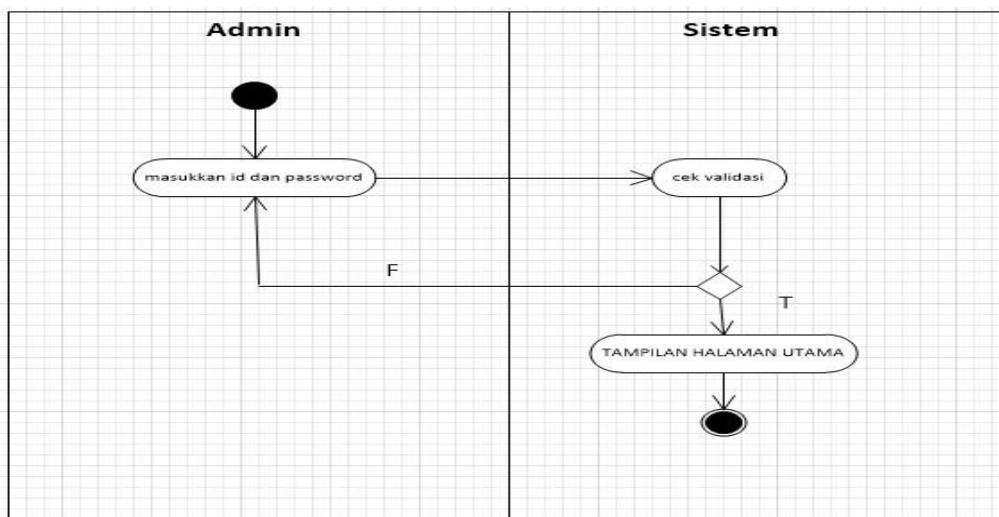 Admin
Sistem
masukkan id dan password
cek validasi
F
T
TAMPILAN HALAMAN UTAMA